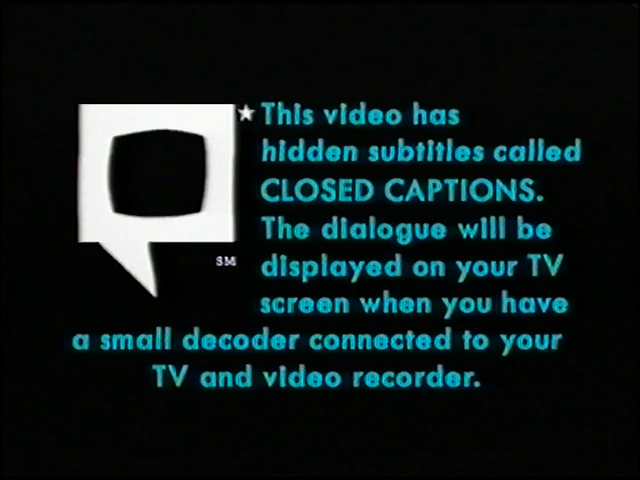 ★ This video has
hidden subtitles called
CLOSED CAPTIONS.
The dialogue will be
SM displayed on your TV
screen when you have
a small decoder connected to your
TV and video recorder.